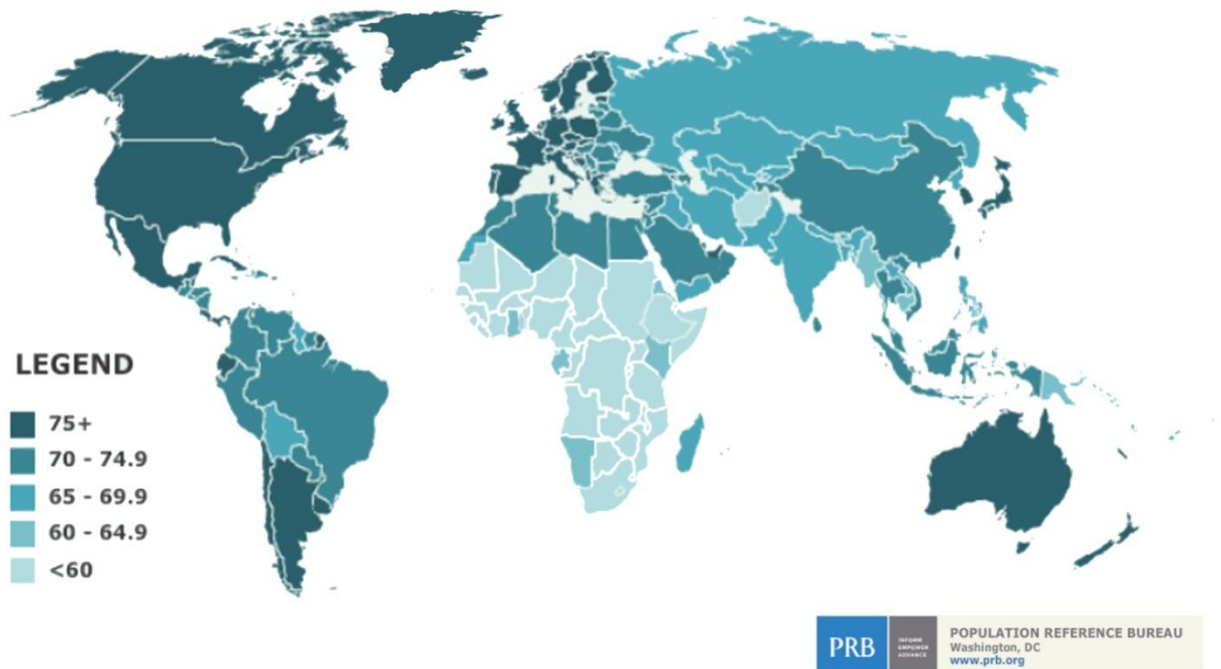 LEGEND
75+
70 - 74.9
65 - 69.9
60 - 64.9
<60
PRB
INFORM
EMPOWER
ADVANCE
POPULATION REFERENCE BUREAU
Washington, DC
www.prb.org